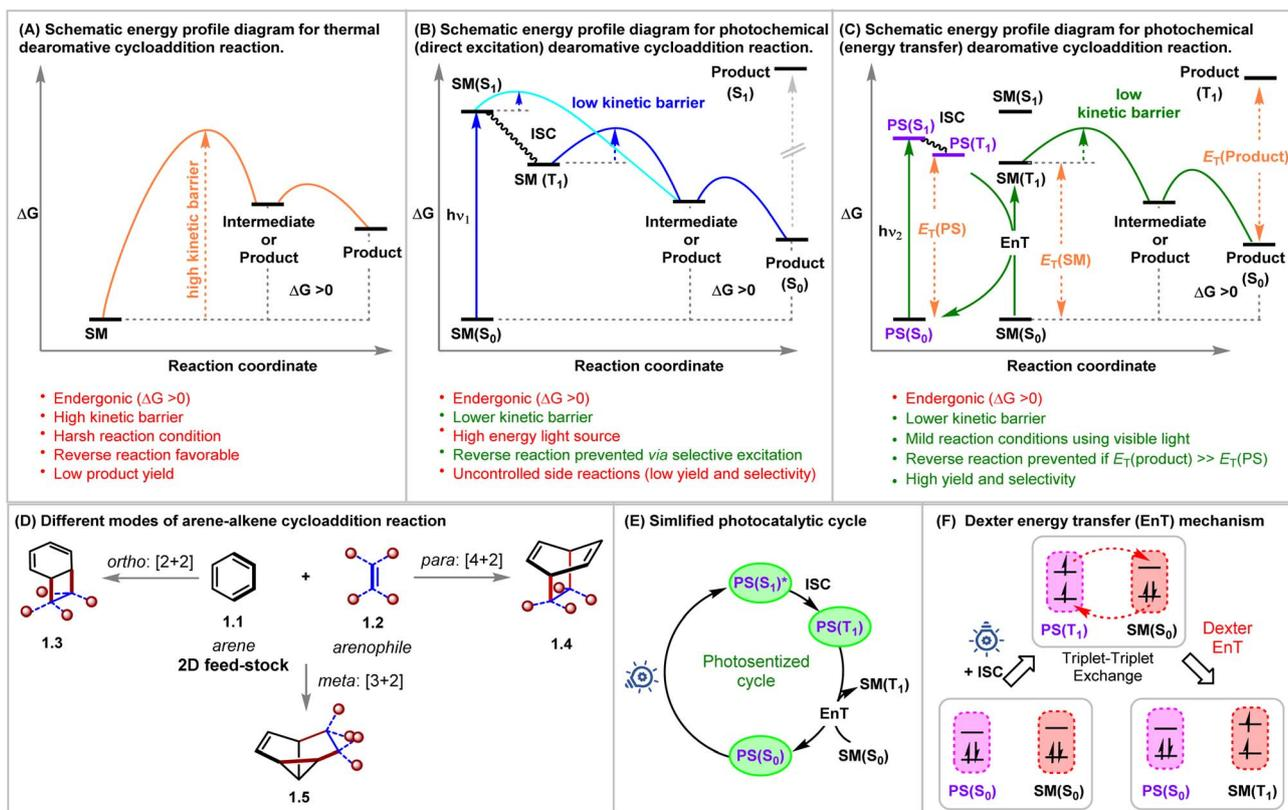 (A) Schematic energy profile diagram for thermal
dearomative cycloaddition reaction.
ΔG
high kinetic barrier
SM
Intermediate
or
Product
Product
ΔG >0
Reaction coordinate
• Endergonic (ΔG >0)
• High kinetic barrier
• Harsh reaction condition
• Reverse reaction favorable
• Low product yield
(B) Schematic energy profile diagram for photochemical
(direct excitation) dearomative cycloaddition reaction.
ΔG
hν₁
SM(S₁)
ISC
SM (T₁)
low kinetic barrier
Product
(S₁)
Intermediate
or
Product
Product
(S₀)
ΔG >0
SM(S₀)
Reaction coordinate
• Endergonic (ΔG >0)
• Lower kinetic barrier
• High energy light source
• Reverse reaction prevented via selective excitation
• Uncontrolled side reactions (low yield and selectivity)
(C) Schematic energy profile diagram for photochemical
(energy transfer) dearomative cycloaddition reaction.
ΔG
hν₂
PS(S₁)
ISC
PS(T₁)
SM(S₁)
SM(T₁)
low
kinetic barrier
Product
(T₁)
E_T(Product)
E_T(PS)
EnT
E_T(SM)
Intermediate
or
Product
Product
(S₀)
ΔG >0
PS(S₀)
SM(S₀)
Reaction coordinate
• Endergonic (ΔG >0)
• Lower kinetic barrier
• Mild reaction conditions using visible light
• Reverse reaction prevented if E_T(product) >> E_T(PS)
• High yield and selectivity
(D) Different modes of arene-alkene cycloaddition reaction
ortho: [2+2]
+
para: [4+2]
1.3
1.1
arene
2D feed-stock
1.2
arenophile
1.4
meta: [3+2]
1.5
(E) Simlified photocatalytic cycle
PS(S₁)*
ISC
PS(T₁)
Photosentized
cycle
SM(T₁)
EnT
SM(S₀)
PS(S₀)
(F) Dexter energy transfer (EnT) mechanism
PS(T₁)
SM(S₀)
Triplet-Triplet
Exchange
+ ISC
Dexter
EnT
PS(S₀)
SM(S₀)
PS(S₀)
SM(T₁)